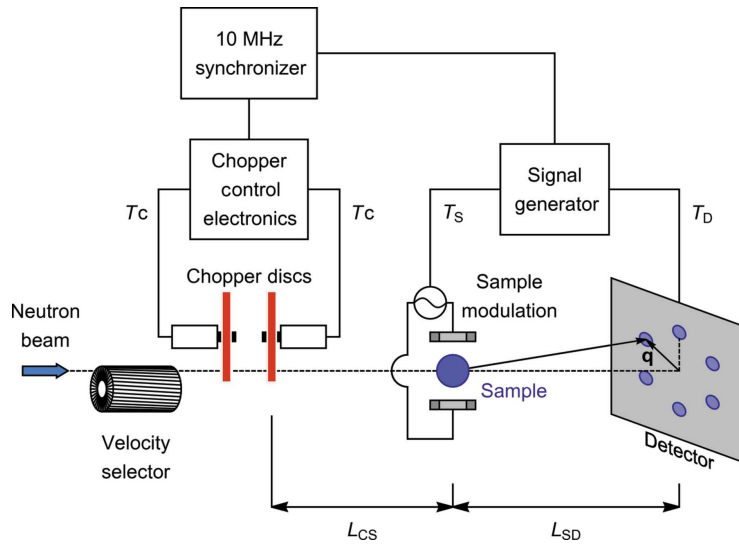 10 MHz
synchronizer
Chopper
control
electronics
Signal
generator
Tc
Tc
TS
TD
Chopper discs
Sample
modulation
Neutron
beam
q
Sample
Velocity
selector
Detector
LCS
LSD